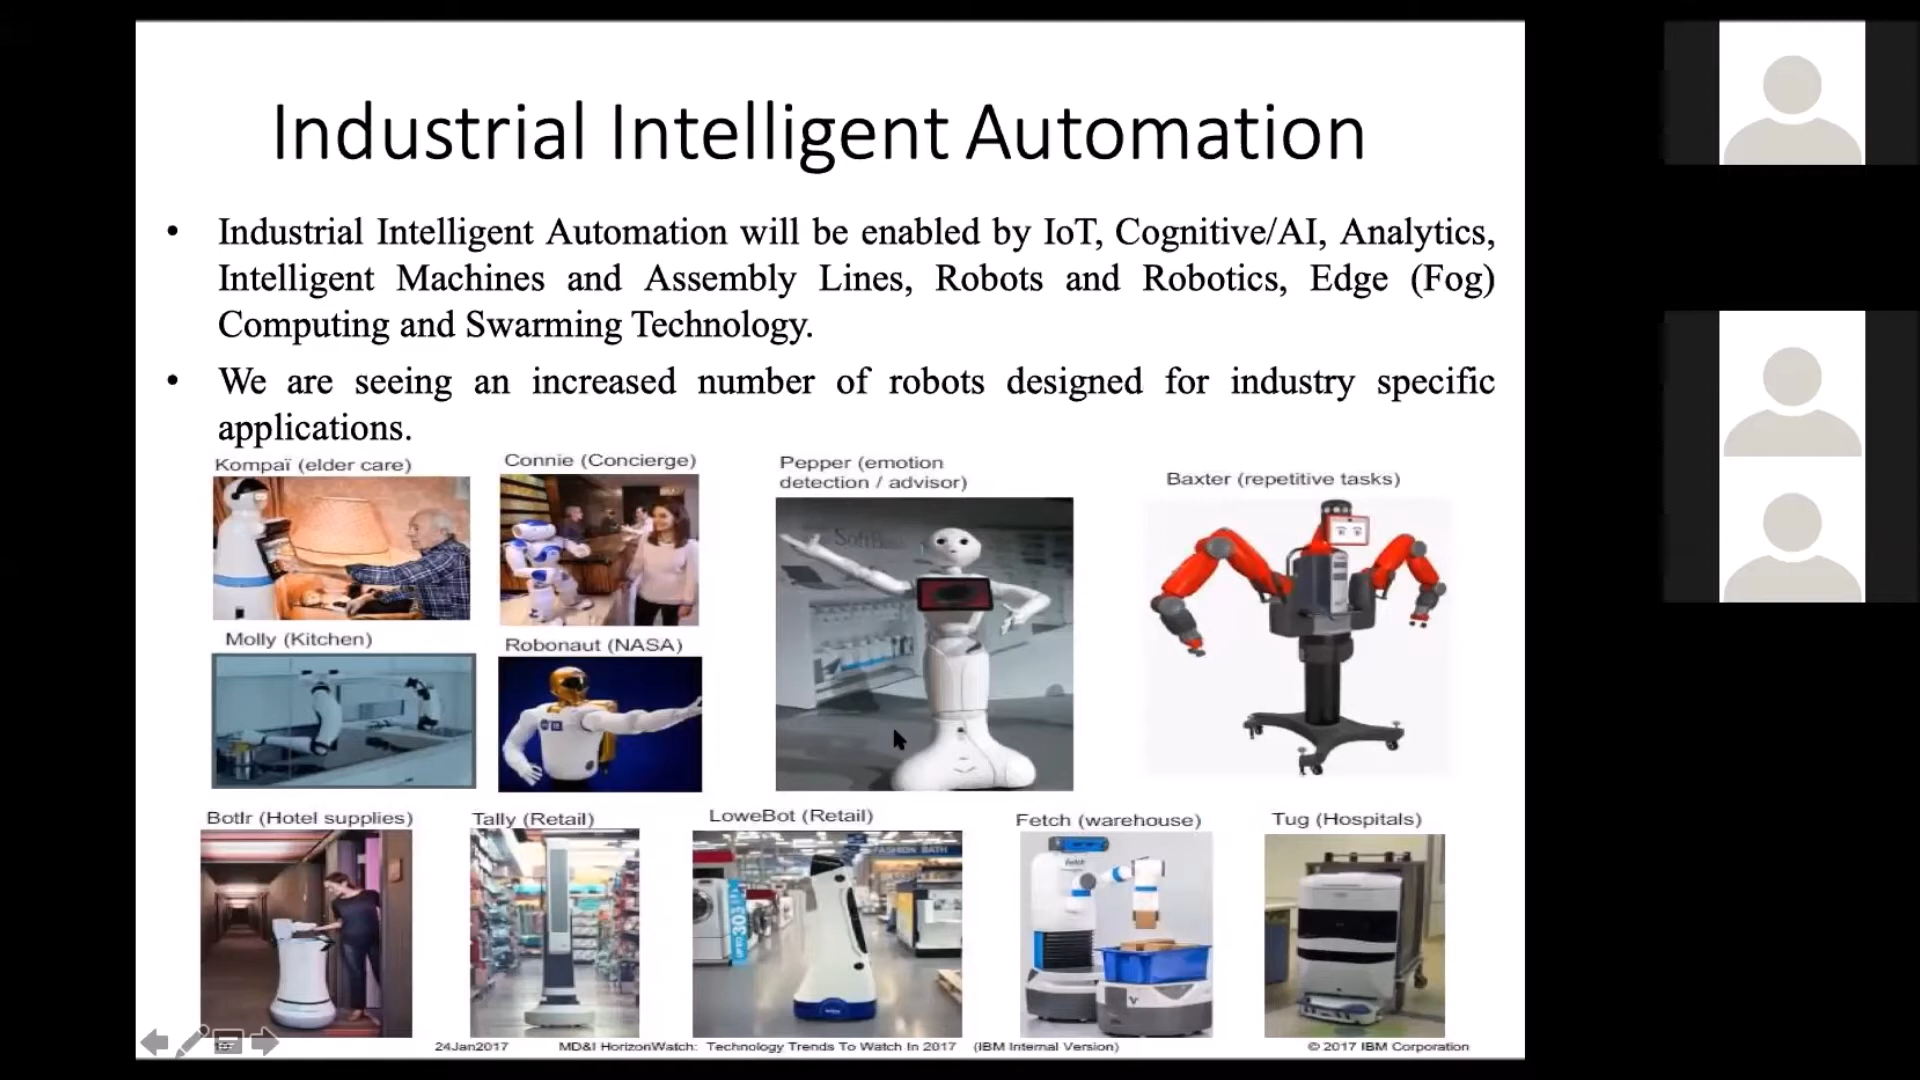 Industrial Intelligent Automation
• Industrial Intelligent Automation will be enabled by IoT, Cognitive/AI, Analytics,
Intelligent Machines and Assembly Lines, Robots and Robotics, Edge (Fog)
Computing and Swarming Technology.
• We are seeing an increased number of robots designed for industry specific
applications.
Kompaï (elder care)
Connie (Concierge)
Pepper (emotion
detection / advisor)
Baxter (repetitive tasks)
Molly (Kitchen)
Robonaut (NASA)
Botlr (Hotel supplies)
Tally (Retail)
LoweBot (Retail)
Fetch (warehouse)
Tug (Hospitals)
FASHION BATH
Fetch
24Jan2017 MD&I HorizonWatch: Technology Trends To Watch In 2017 (IBM Internal Version) © 2017 IBM Corporation